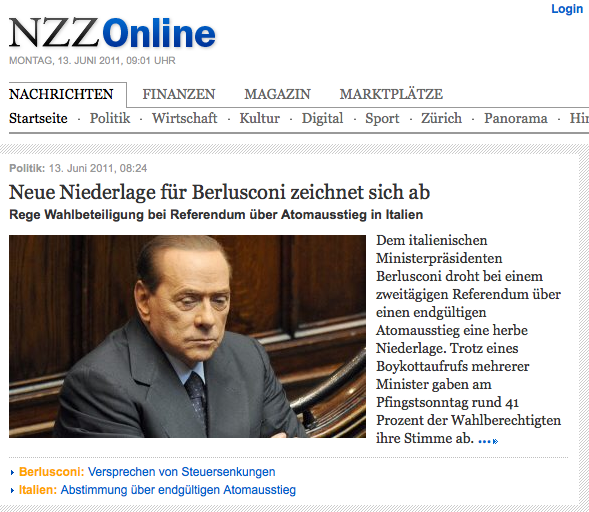 Login
NZZOnline
MONTAG, 13. JUNI 2011, 09:01 UHR
NACHRICHTEN FINANZEN MAGAZIN MARKTPLÄTZE
Startseite · Politik · Wirtschaft · Kultur · Digital · Sport · Zürich · Panorama · Hin
Politik: 13. Juni 2011, 08:24
Neue Niederlage für Berlusconi zeichnet sich ab
Rege Wahlbeteiligung bei Referendum über Atomausstieg in Italien
Dem italienischen
Ministerpräsidenten
Berlusconi droht bei einem
zweitägigen Referendum über
einen endgültigen
Atomausstieg eine herbe
Niederlage. Trotz eines
Boykottaufrufs mehrerer
Minister gaben am
Pfingstsonntag rund 41
Prozent der Wahlberechtigten
ihre Stimme ab. ...
Berlusconi: Versprechen von Steuersenkungen
Italien: Abstimmung über endgültigen Atomausstieg